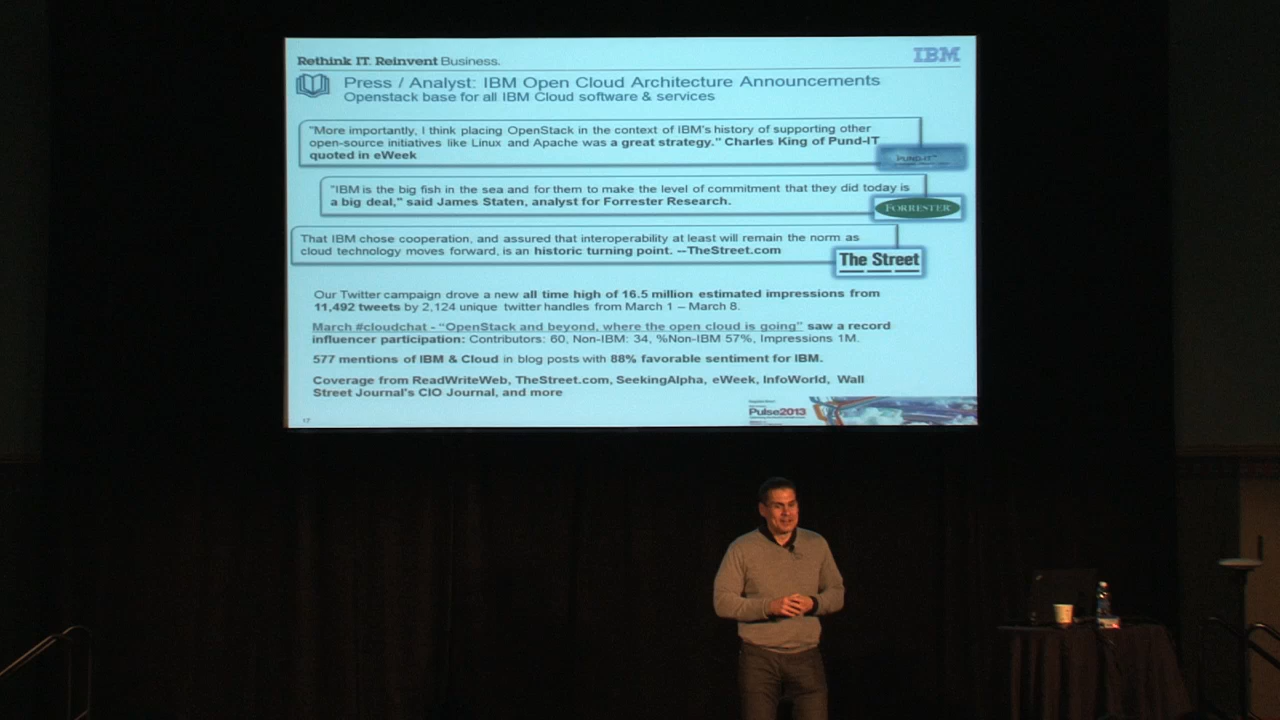 Rethink IT. Reinvent Business.
IBM
Press / Analyst: IBM Open Cloud Architecture Announcements
Openstack base for all IBM Cloud software & services
"More importantly, I think placing OpenStack in the context of IBM's history of supporting other
open-source initiatives like Linux and Apache was a great strategy." Charles King of Pund-IT
quoted in eWeek
PUND-IT
"IBM is the big fish in the sea and for them to make the level of commitment that they did today is
a big deal," said James Staten, analyst for Forrester Research.
FORRESTER
That IBM chose cooperation, and assured that interoperability at least will remain the norm as
cloud technology moves forward, is an historic turning point. --TheStreet.com
The Street
Our Twitter campaign drove a new all time high of 16.5 million estimated impressions from
11,492 tweets by 2,124 unique twitter handles from March 1 – March 8.
March #cloudchat - "OpenStack and beyond, where the open cloud is going" saw a record
influencer participation: Contributors: 60, Non-IBM: 34, %Non-IBM 57%, Impressions 1M.
577 mentions of IBM & Cloud in blog posts with 88% favorable sentiment for IBM.
Coverage from ReadWriteWeb, TheStreet.com, SeekingAlpha, eWeek, InfoWorld, Wall
Street Journal's CIO Journal, and more
Pulse2013
17